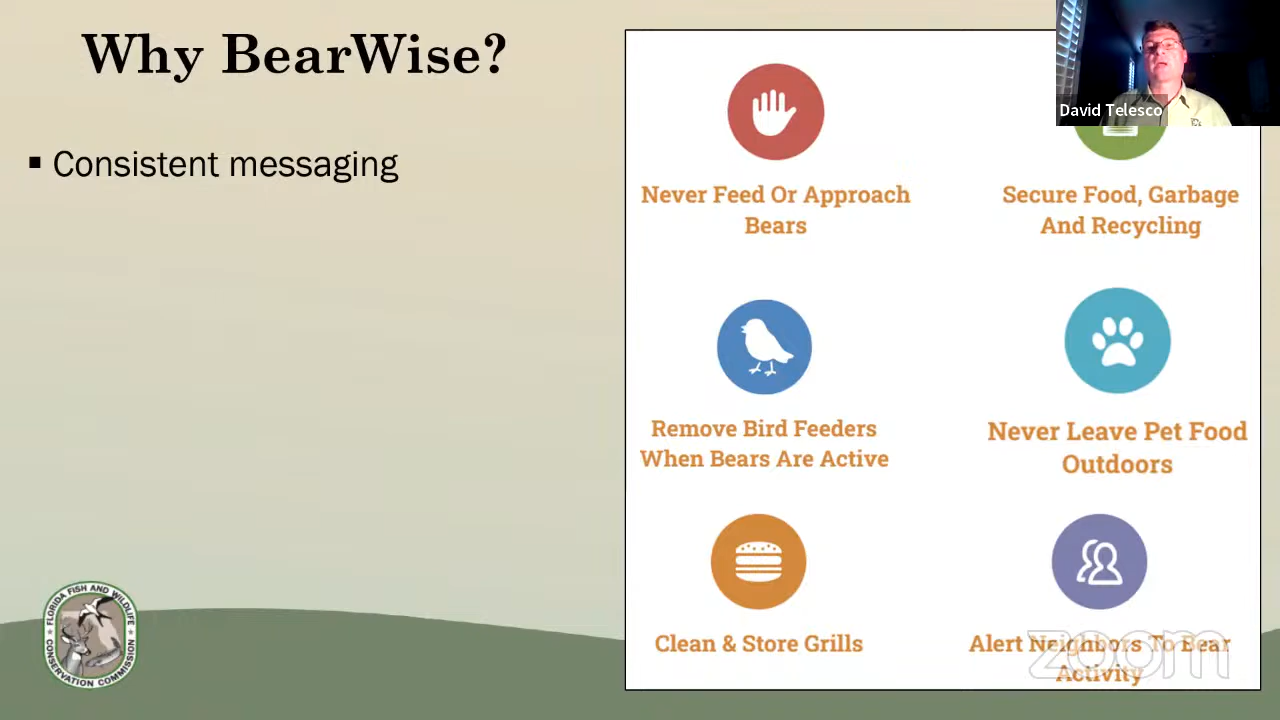 Why BearWise?
▪ Consistent messaging
David Telesco
Never Feed Or Approach
Bears
Secure Food, Garbage
And Recycling
Remove Bird Feeders
When Bears Are Active
Never Leave Pet Food
Outdoors
Clean & Store Grills
Alert Neighbors To Bear
Activity
FLORIDA FISH AND WILDLIFE
CONSERVATION COMMISSION
zoom